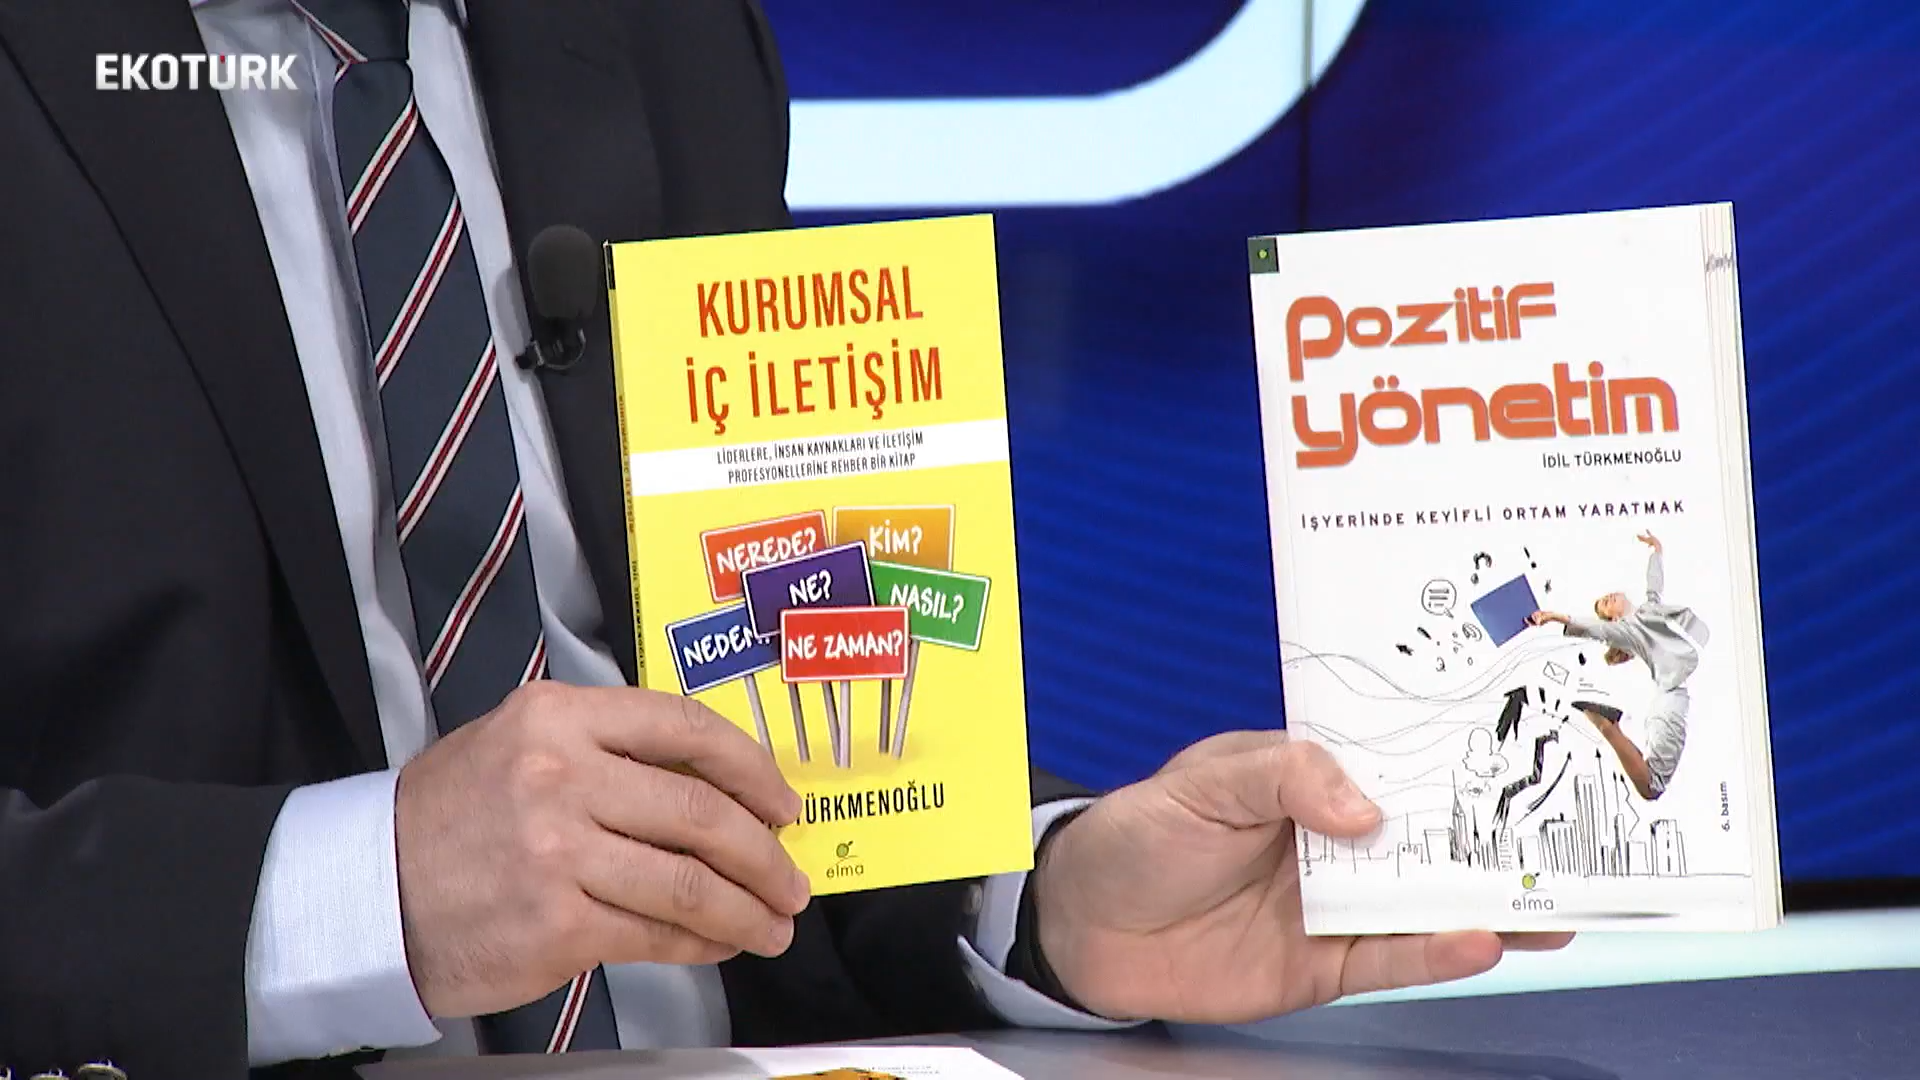 EKOTÜRK
KURUMSAL
İÇ İLETİŞİM
LİDERLERE, İNSAN KAYNAKLARI VE İLETİŞİM
PROFESYONELLERİNE REHBER BİR KİTAP
NEREDE?
KİM?
NE?
NASIL?
NEDEN?
NE ZAMAN?
TÜRKMENOĞLU
elma
pozitif
yönetim
İDİL TÜRKMENOĞLU
İŞYERİNDE KEYİFLİ ORTAM YARATMAK
6. basım
elma